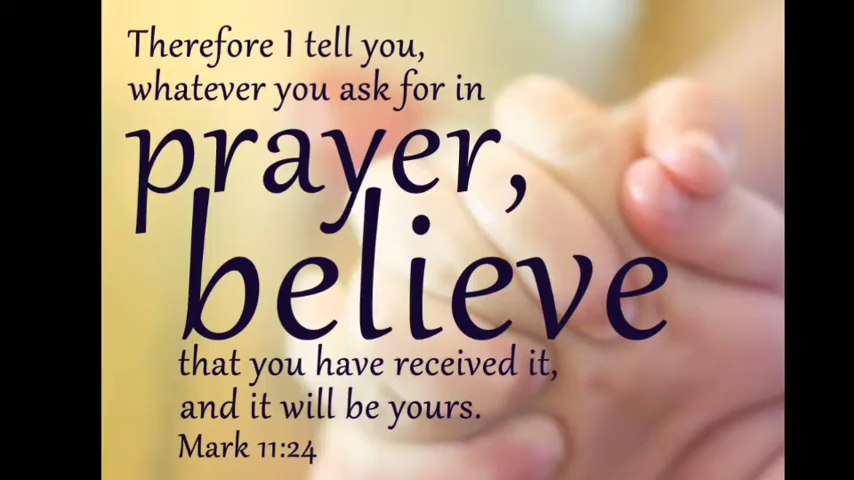 Therefore I tell you,
whatever you ask for in
prayer,
believe
that you have received it,
and it will be yours.
Mark 11:24